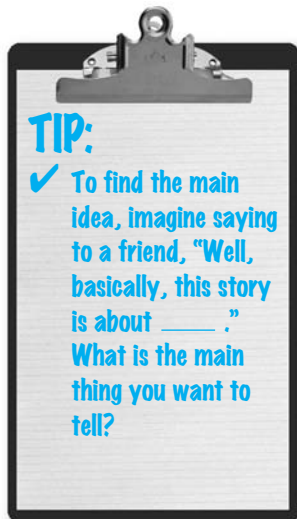 TIP:
✔ To find the main
idea, imagine saying
to a friend, “Well,
basically, this story
is about _____ .”
What is the main
thing you want to
tell?